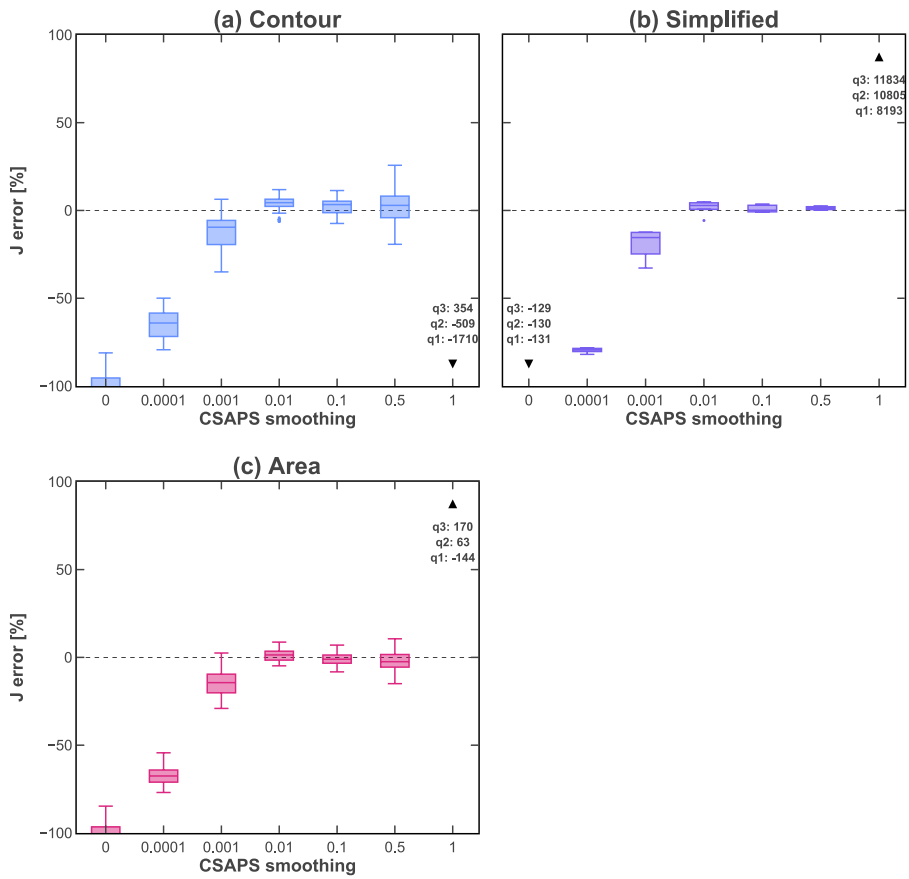 (a) Contour
(b) Simplified
100
50
0
−50
−100
J error [%]
q3: 354
q2: -509
q1: -1710
0 0.0001 0.001 0.01 0.1 0.5 1
CSAPS smoothing
q3: 11834
q2: 10805
q1: 8193
q3: -129
q2: -130
q1: -131
0 0.0001 0.001 0.01 0.1 0.5 1
CSAPS smoothing
(c) Area
100
50
0
−50
−100
J error [%]
q3: 170
q2: 63
q1: -144
0 0.0001 0.001 0.01 0.1 0.5 1
CSAPS smoothing